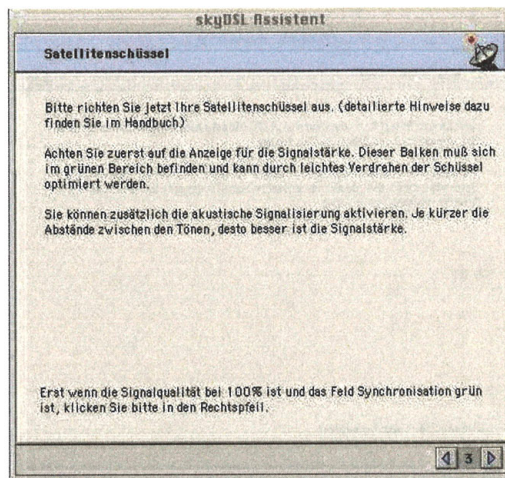 skyDSL Assistent
Satellitenschüssel
Bitte richten Sie jetzt Ihre Satellitenschüssel aus. (detailierte Hinweise dazu
finden Sie im Handbuch)
Achten Sie zuerst auf die Anzeige für die Signalstärke. Dieser Balken muß sich
im grünen Bereich befinden und kann durch leichtes Verdrehen der Schüssel
optimiert werden.
Sie können zusätzlich die akustische Signalisierung aktivieren. Je kürzer die
Abstände zwischen den Tönen, desto besser ist die Signalstärke.
Erst wenn die Signalqualität bei 100% ist und das Feld Synchronisation grün
ist, klicken Sie bitte in den Rechtspfeil.
3